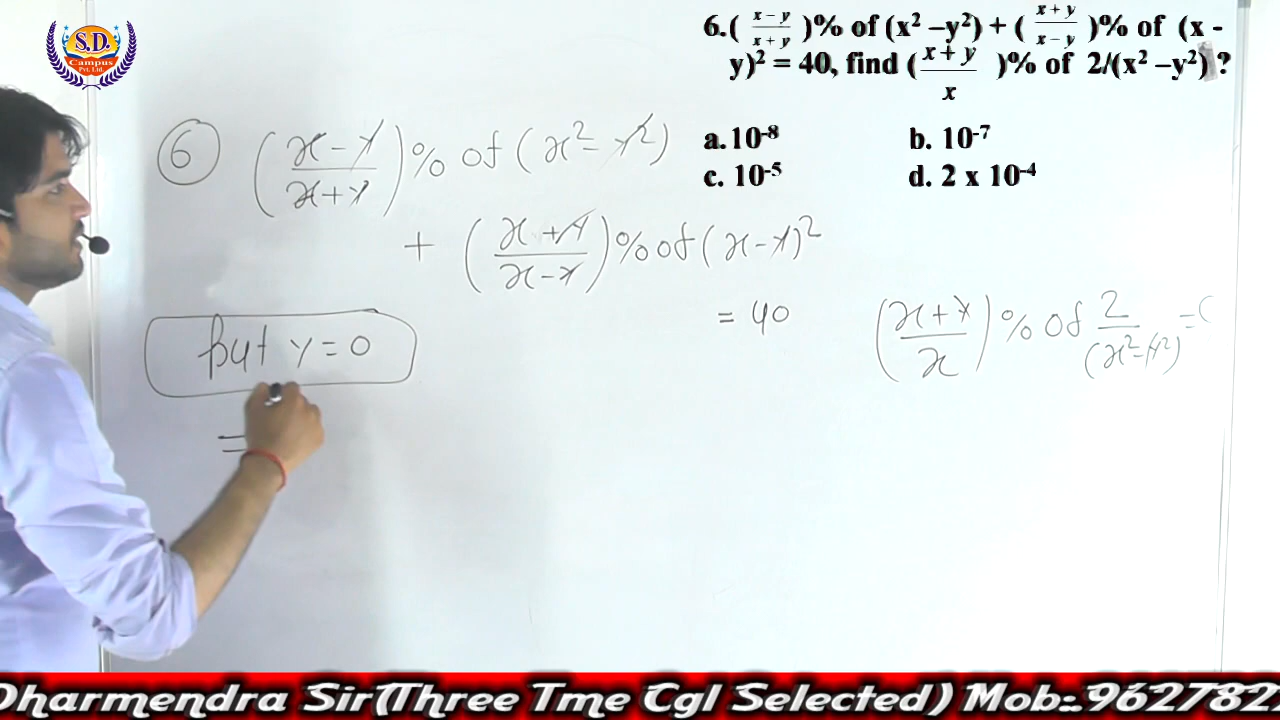 S.D.
Campus
Pvt. Ltd.
6.( x – y / x + y )% of (x² –y²) + ( x + y / x – y )% of (x -
y)² = 40, find ( x + y / x )% of 2/(x² –y²) ?
a. 10⁻⁸ b. 10⁻⁷
c. 10⁻⁵ d. 2 x 10⁻⁴
6 (x-y / x+y)% of (x² - y²)
+ (x+y / x-y)% of (x-y)²
= 40
(x+y / x)% of 2 / (x²-y²) =
Put y = 0
=
Dharmendra Sir(Three Tme Cgl Selected) Mob:.962782